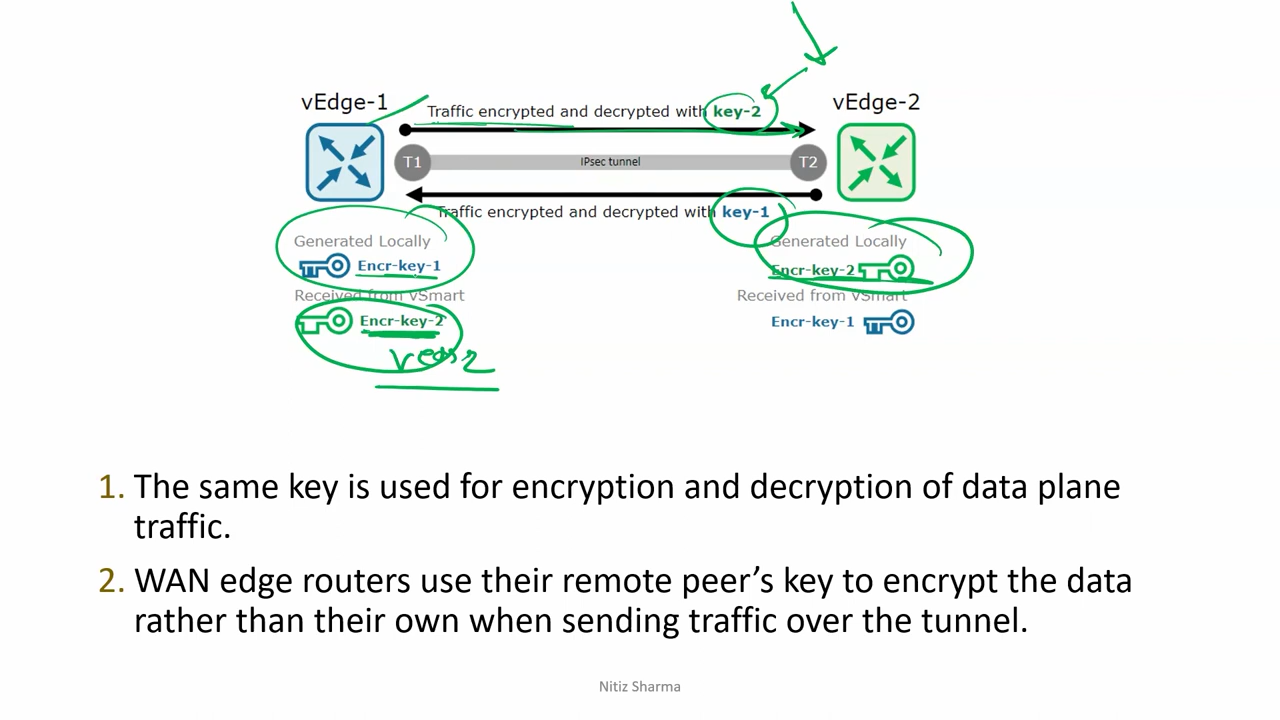 vEdge-1
vEdge-2
Traffic encrypted and decrypted with key-2
T1
IPsec tunnel
T2
Traffic encrypted and decrypted with key-1
Generated Locally
Generated Locally
Encr-key-1
Encr-key-2
Received from vSmart
Received from vSmart
Encr-key-2
Encr-key-1
1. The same key is used for encryption and decryption of data plane
traffic.
2. WAN edge routers use their remote peer’s key to encrypt the data
rather than their own when sending traffic over the tunnel.
Nitiz Sharma